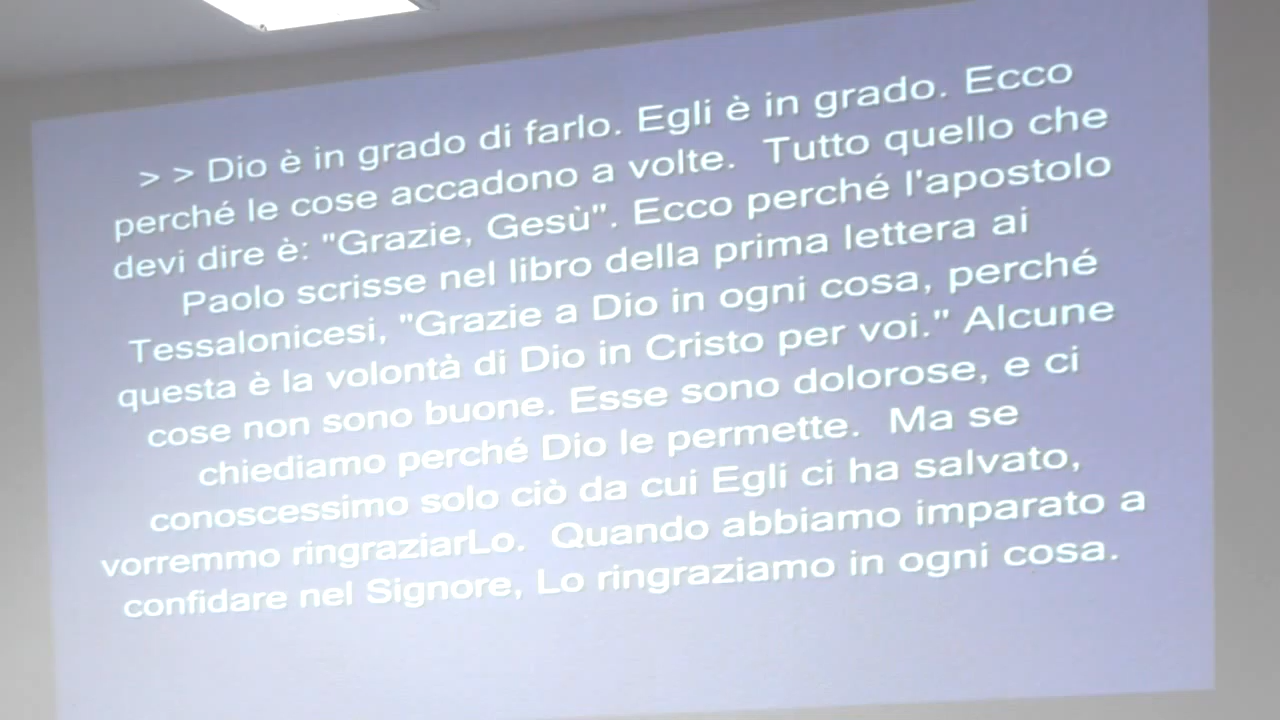 > > Dio è in grado di farlo. Egli è in grado. Ecco
perché le cose accadono a volte. Tutto quello che
devi dire è: "Grazie, Gesù". Ecco perché l'apostolo
Paolo scrisse nel libro della prima lettera ai
Tessalonicesi, "Grazie a Dio in ogni cosa, perché
questa è la volontà di Dio in Cristo per voi." Alcune
cose non sono buone. Esse sono dolorose, e ci
chiediamo perché Dio le permette. Ma se
conoscessimo solo ciò da cui Egli ci ha salvato,
vorremmo ringraziarLo. Quando abbiamo imparato a
confidare nel Signore, Lo ringraziamo in ogni cosa.